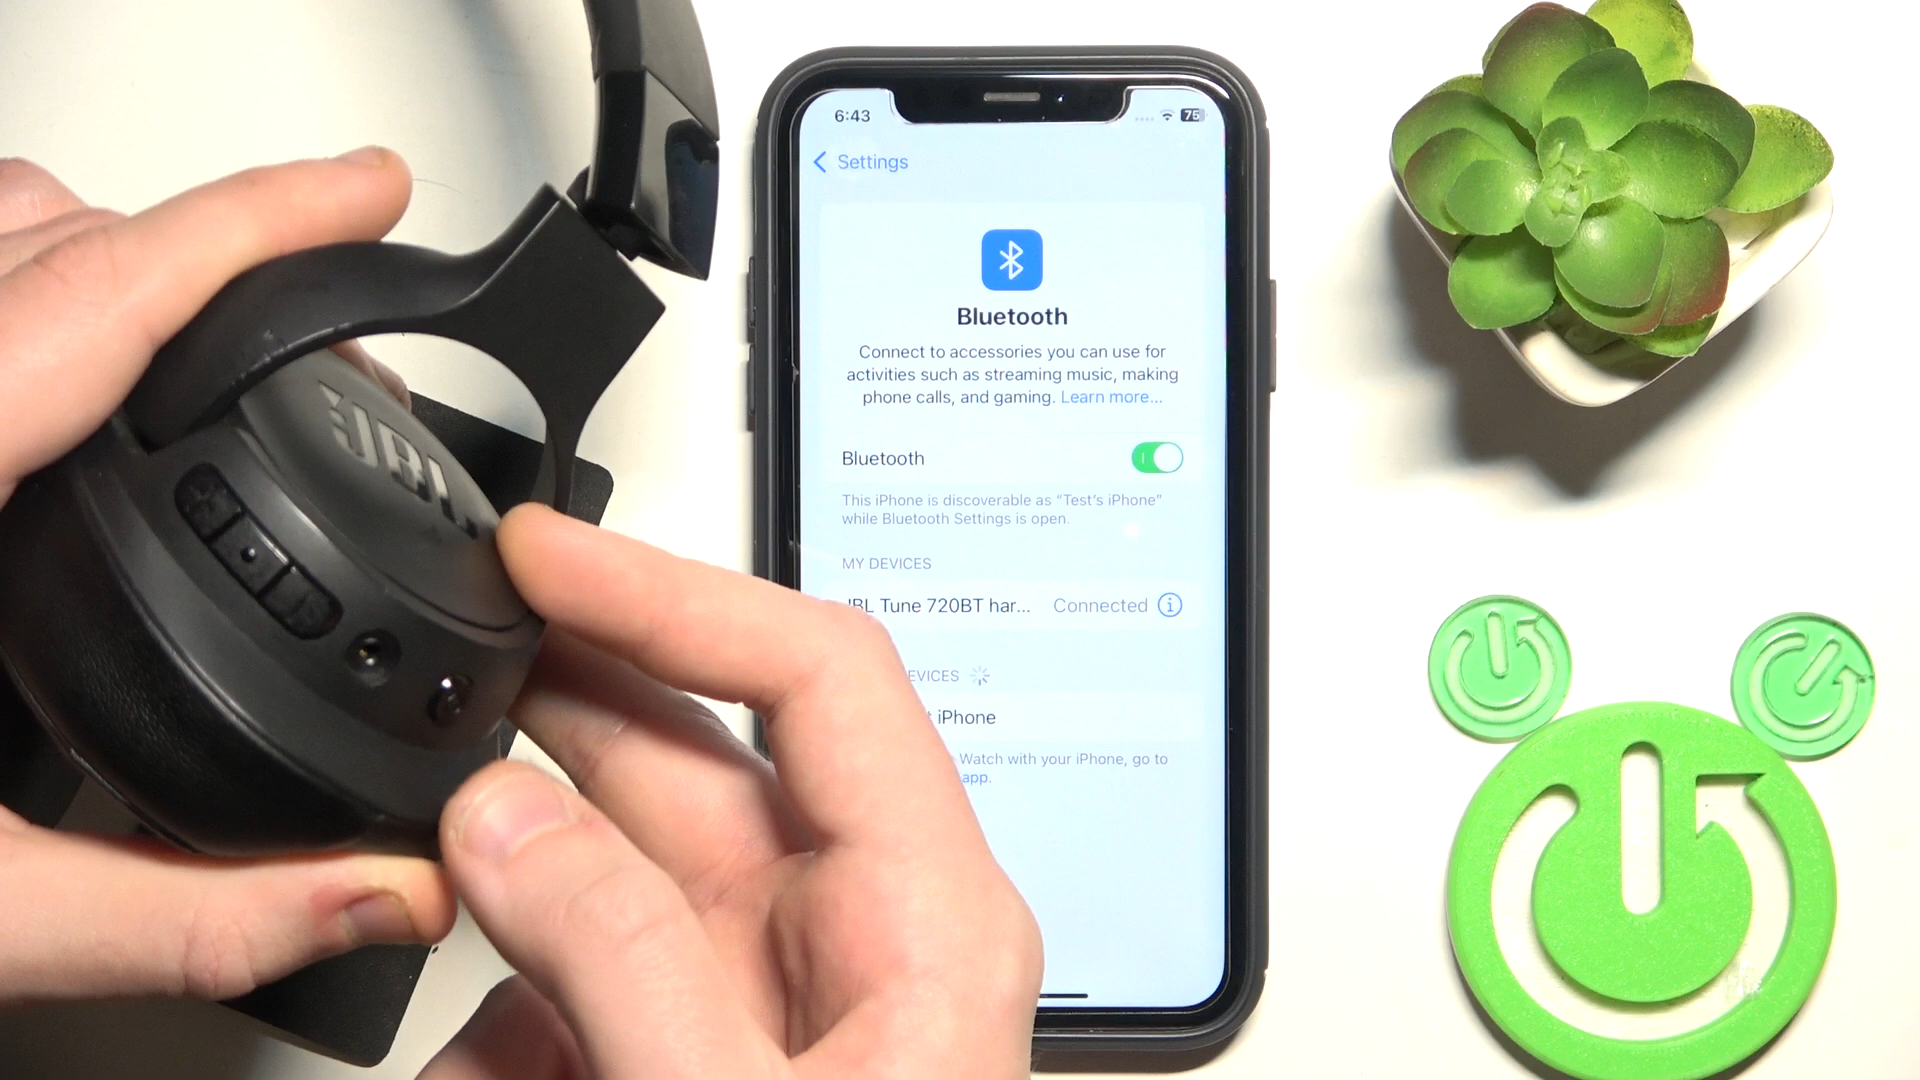 6:43
75
Settings
Bluetooth
Connect to accessories you can use for
activities such as streaming music, making
phone calls, and gaming. Learn more...
Bluetooth
This iPhone is discoverable as “Test’s iPhone”
while Bluetooth Settings is open.
MY DEVICES
JBL Tune 720BT har... Connected
EVICES
iPhone
Watch with your iPhone, go to
app.
JBL